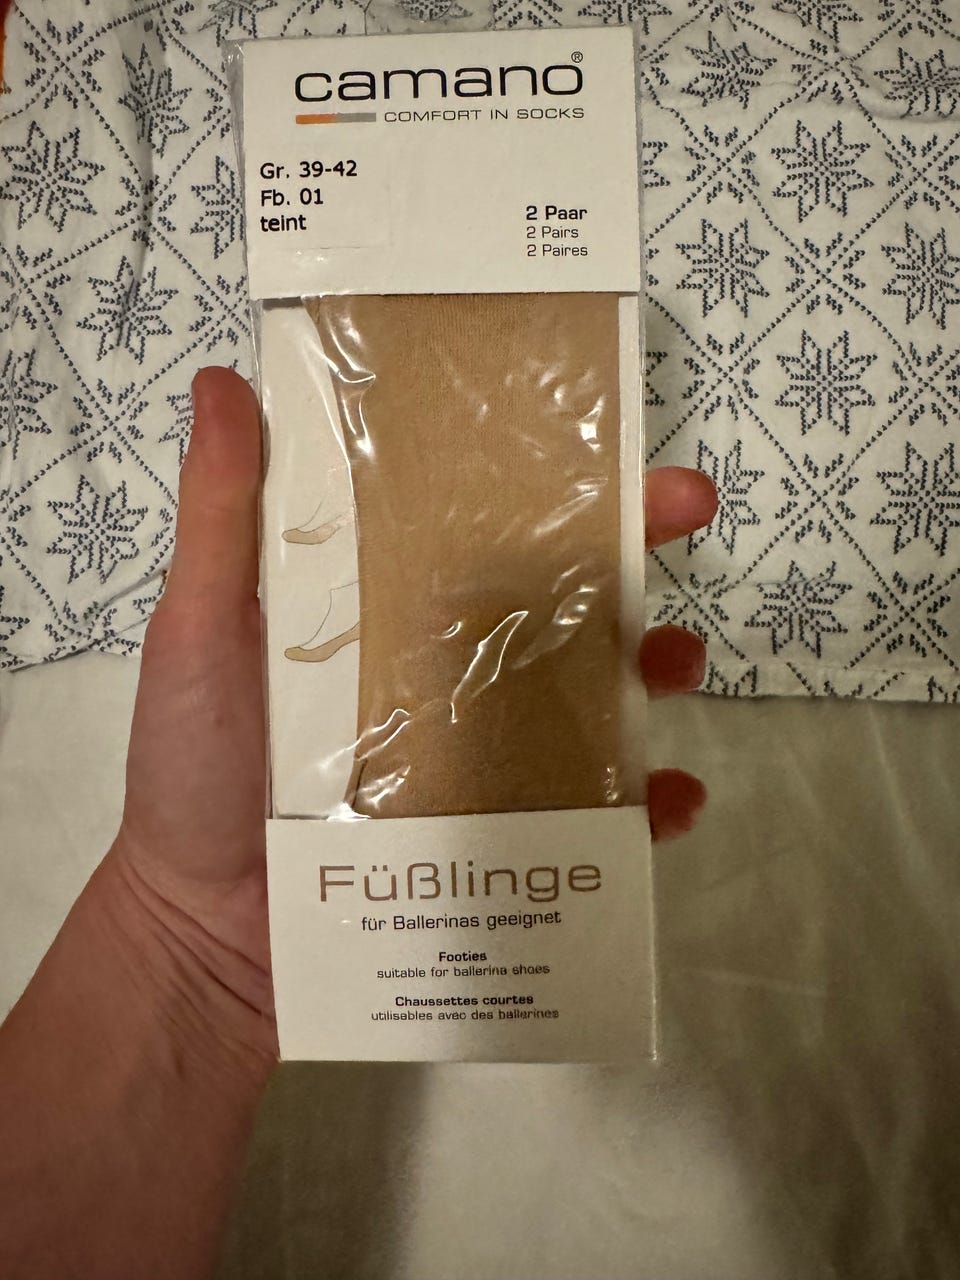 camano®
COMFORT IN SOCKS
Gr. 39-42
Fb. 01
teint
2 Paar
2 Pairs
2 Paires
Füßlinge
für Ballerinas geeignet
Footies
suitable for ballerina shoes
Chaussettes courtes
utilisables avec des ballerines